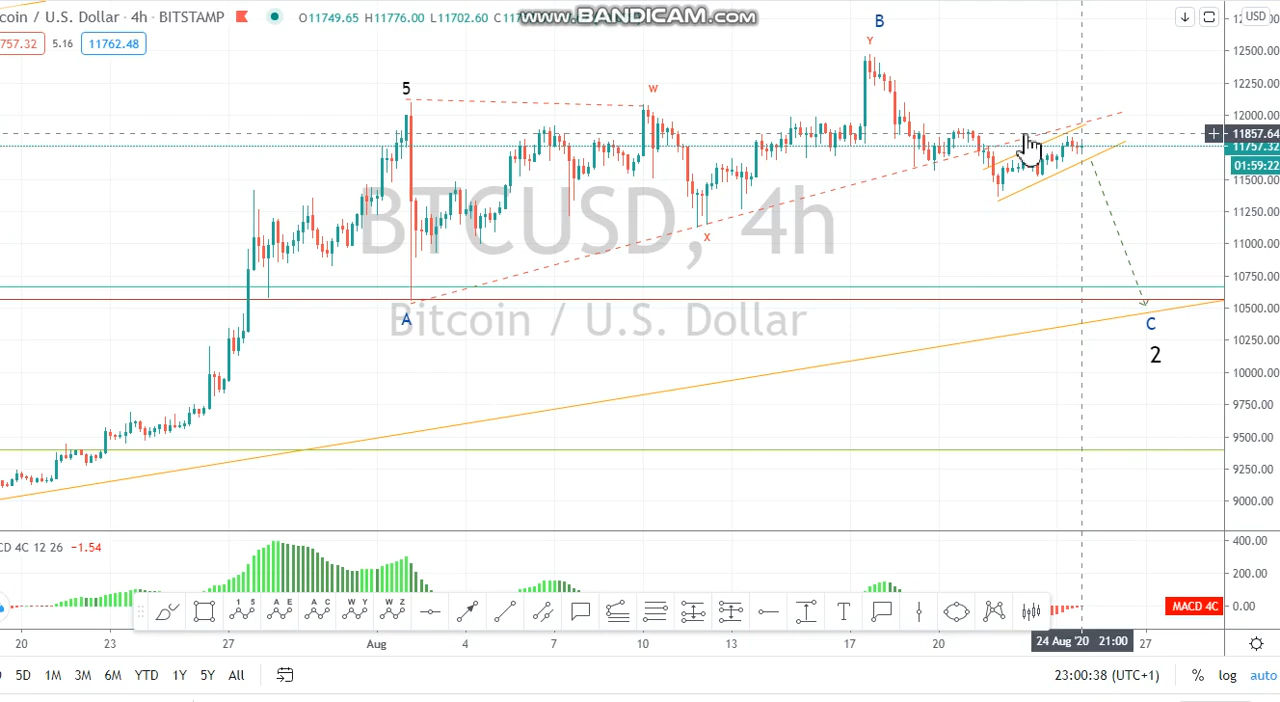 coin / U.S. Dollar · 4h · BITSTAMP O11749.65 H11776.00 L11702.60 USD
www.BANDICAM.com
757.32 5.16 11762.48
B
Y
5
W
X
A
C
2
BTCUSD, 4h
Bitcoin / U.S. Dollar
12500.00
12250.00
12000.00
11857.64
11757.32
01:59:22
11500.00
11250.00
11000.00
10750.00
10500.00
10250.00
10000.00
9750.00
9500.00
9250.00
9000.00
CD 4C 12 26 −1.54
400.00
200.00
0.00
MACD 4C
20 23 27 Aug 4 7 10 13 17 20 24 Aug '20 21:00 27
5D 1M 3M 6M YTD 1Y 5Y All 23:00:38 (UTC+1) % log auto